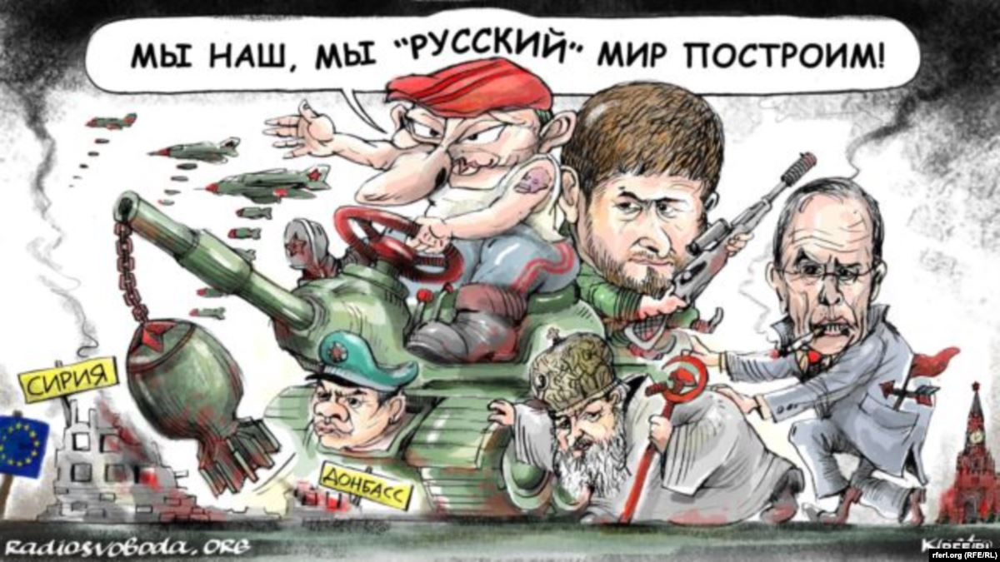 МЫ НАШ, МЫ "РУССКИЙ" МИР ПОСТРОИМ!
СИРИЯ
ДОНБАСС
RADIOSVOBODA.ORG
rferl.org (RFE/RL)